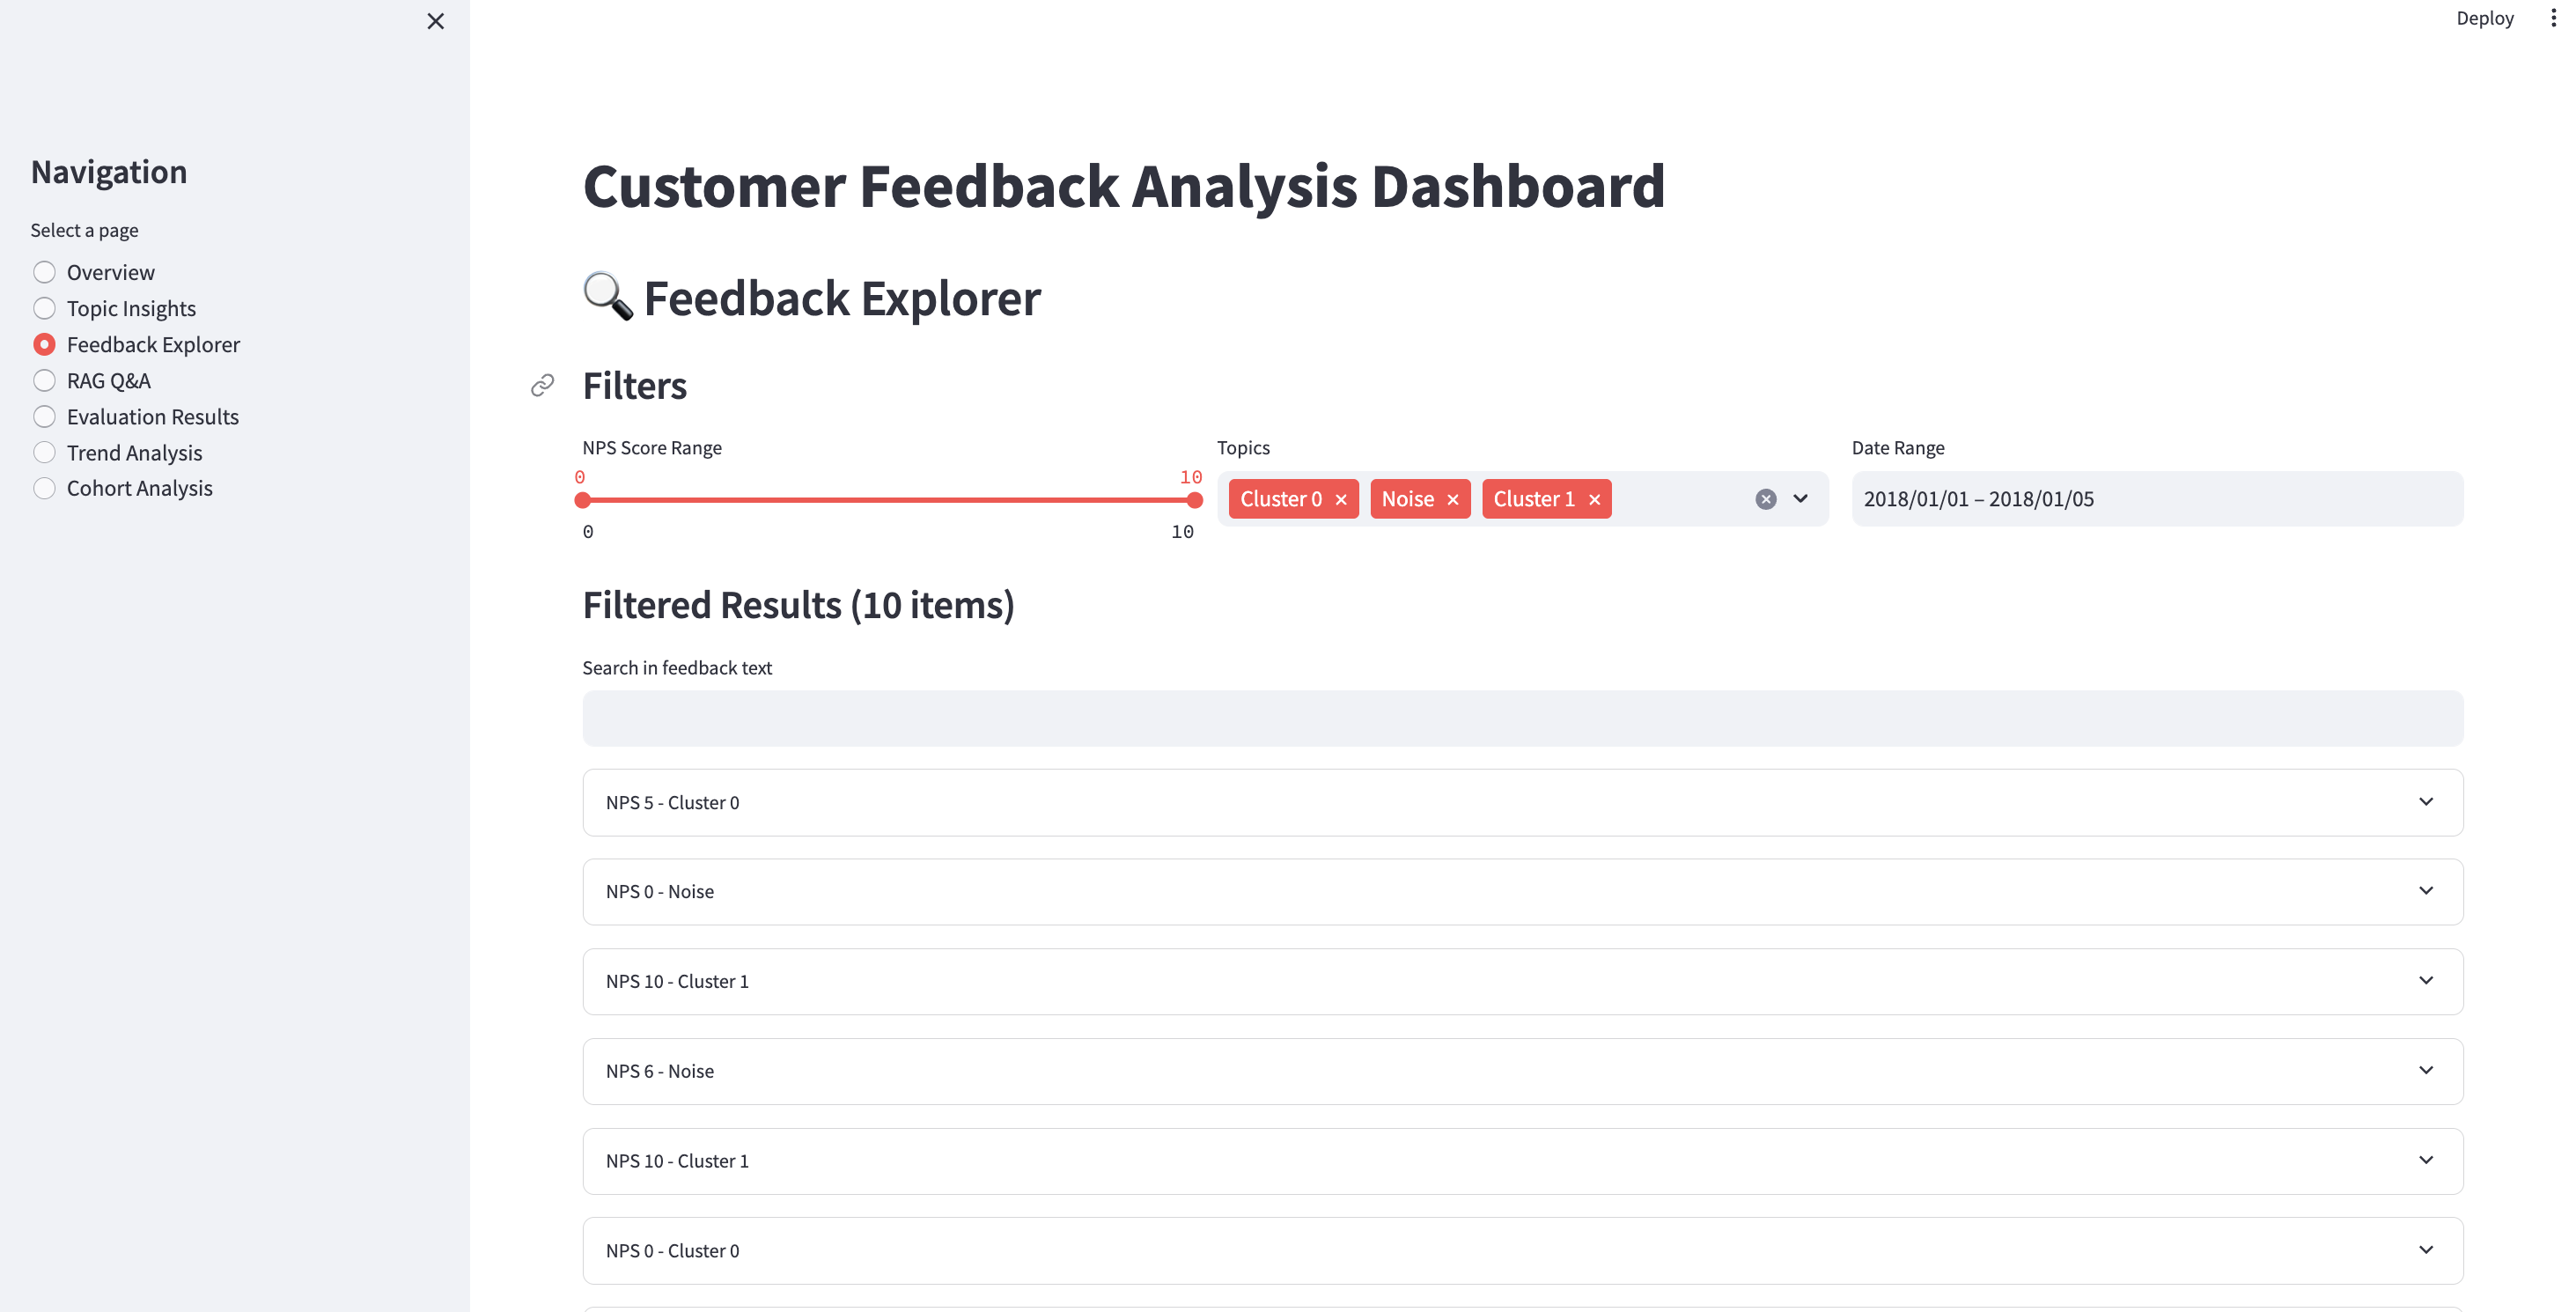 Deploy
Navigation
Select a page
Overview
Topic Insights
Feedback Explorer
RAG Q&A
Evaluation Results
Trend Analysis
Cohort Analysis
Customer Feedback Analysis Dashboard
Feedback Explorer
Filters
NPS Score Range
0 10
0 10
Topics
Cluster 0 Noise Cluster 1
Date Range
2018/01/01 – 2018/01/05
Filtered Results (10 items)
Search in feedback text
NPS 5 - Cluster 0
NPS 0 - Noise
NPS 10 - Cluster 1
NPS 6 - Noise
NPS 10 - Cluster 1
NPS 0 - Cluster 0